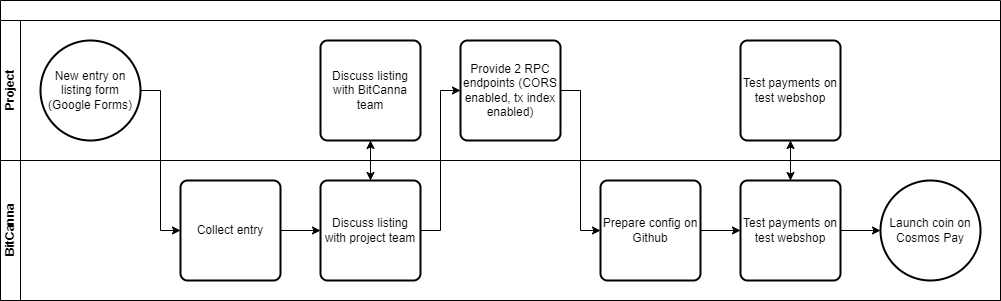 Project
New entry on
listing form
(Google Forms)
Discuss listing
with BitCanna
team
Provide 2 RPC
endpoints (CORS
enabled, tx index
enabled)
Test payments on
test webshop
BitCanna
Collect entry
Discuss listing
with project team
Prepare config on
Github
Test payments on
test webshop
Launch coin on
Cosmos Pay